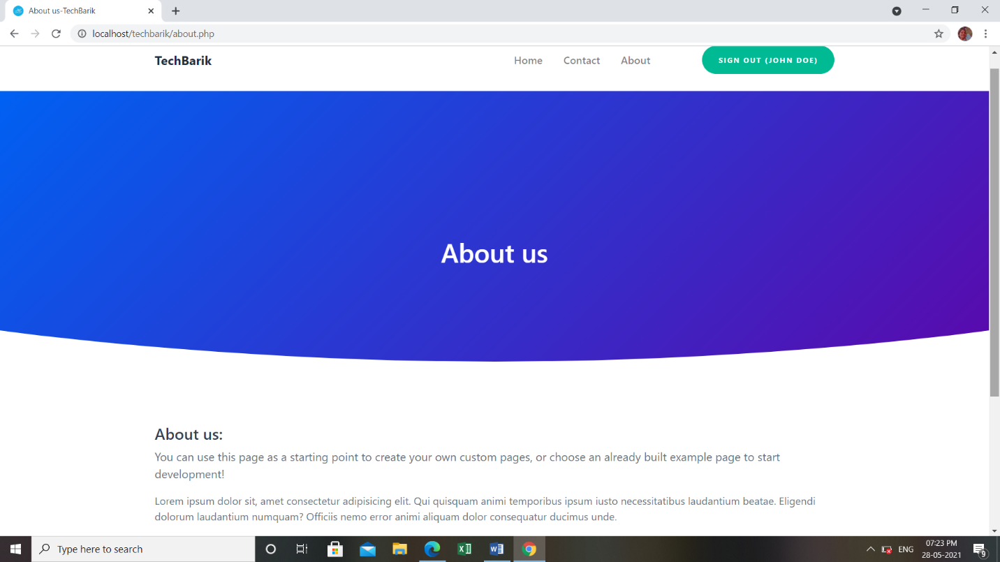 About us-TechBarik
localhost/techbarik/about.php
TechBarik
Home
Contact
About
SIGN OUT (JOHN DOE)
About us
About us:
You can use this page as a starting point to create your own custom pages, or choose an already built example page to start
development!
Lorem ipsum dolor sit, amet consectetur adipisicing elit. Qui quisquam animi temporibus ipsum iusto necessitatibus laudantium beatae. Eligendi
dolorum laudantium numquam? Officiis nemo error animi aliquam dolor consequatur ducimus unde.
Type here to search
ENG
07:23 PM
28-05-2021
9